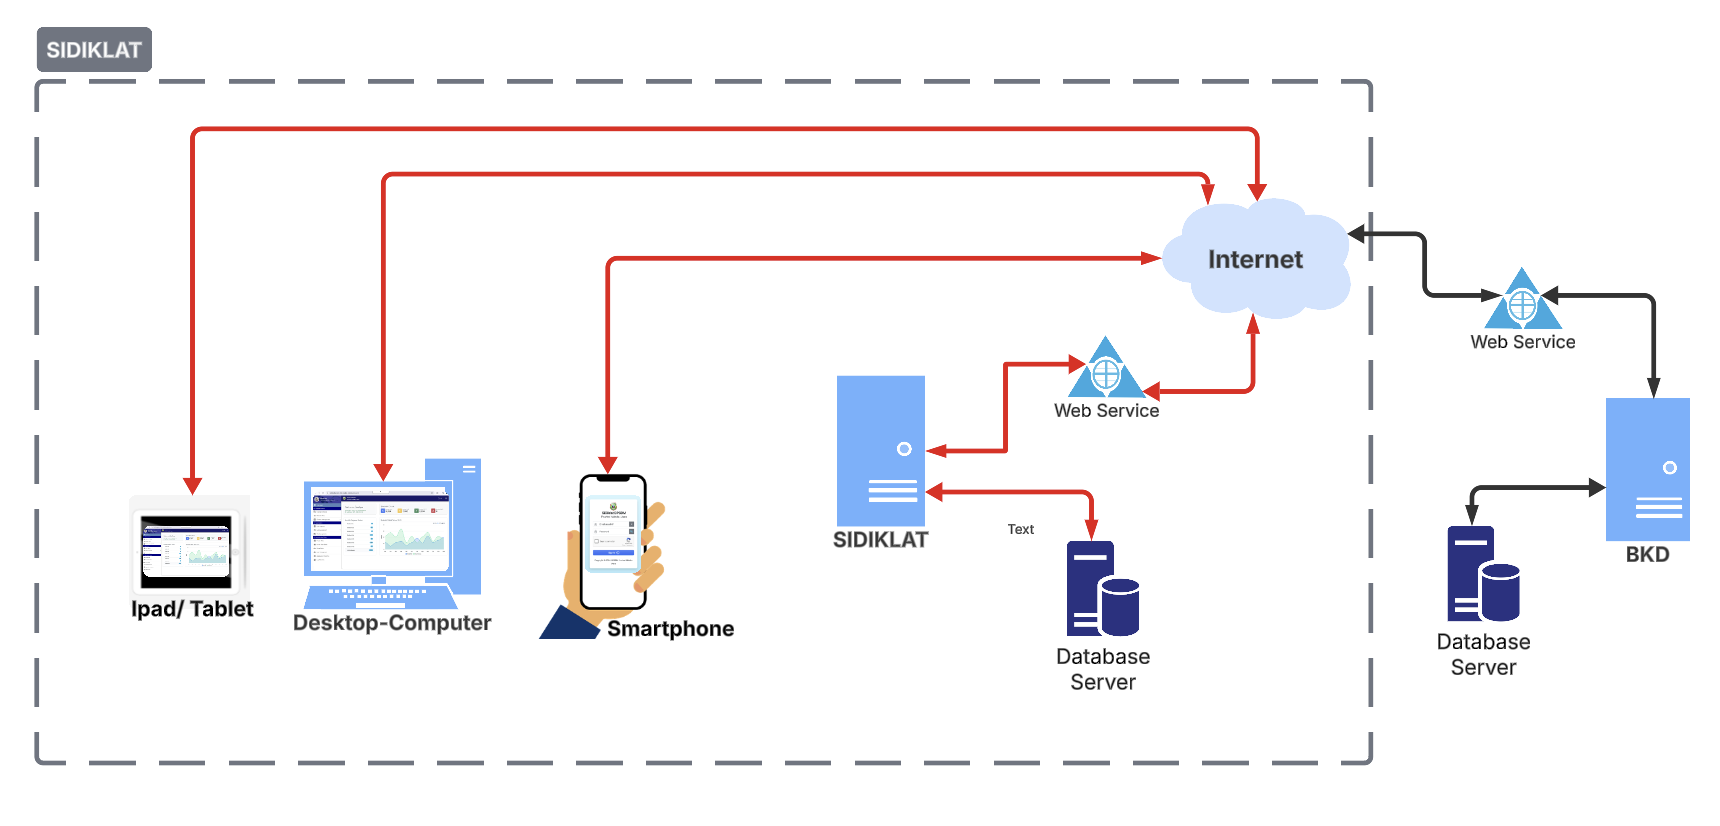 SIDIKLAT
Internet
Web Service
Web Service
SIDIKLAT
Text
BKD
Ipad/ Tablet
Desktop-Computer
Smartphone
Database
Server
Database
Server